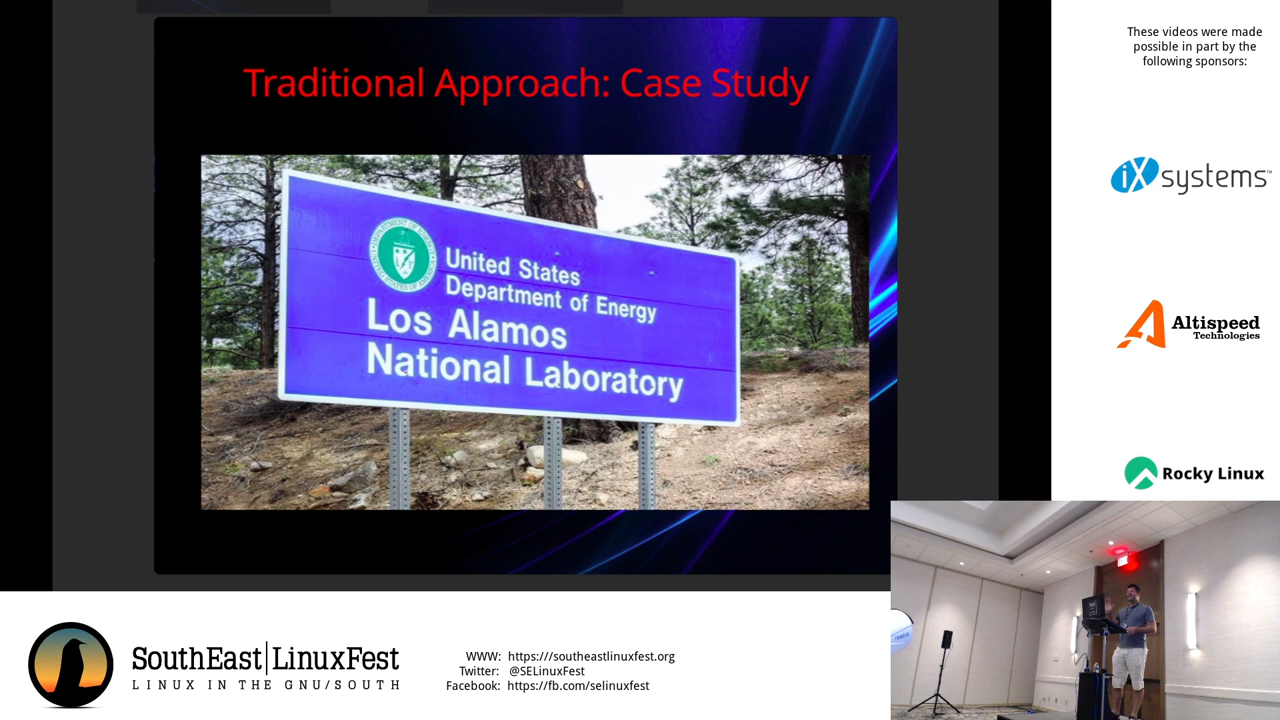 Traditional Approach: Case Study
United States
Department of Energy
Los Alamos
National Laboratory
These videos were made
possible in part by the
following sponsors:
iXsystems™
Altispeed
Technologies
Rocky Linux
SouthEast|LinuxFest
LINUX IN THE GNU/SOUTH
WWW: https:///southeastlinuxfest.org
Twitter: @SELinuxFest
Facebook: https://fb.com/selinuxfest